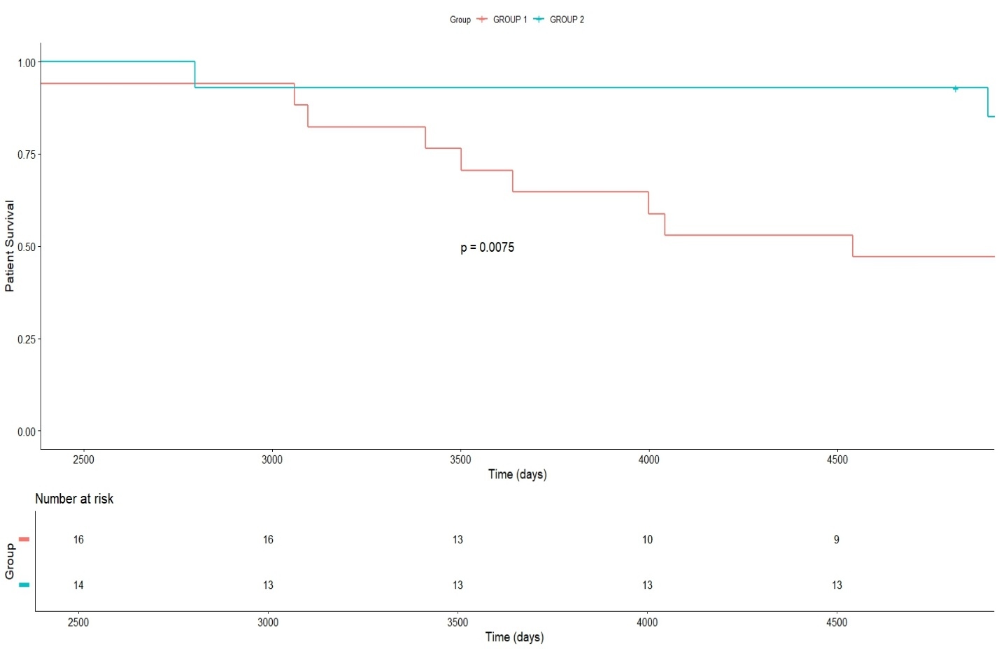 Group GROUP 1 GROUP 2
Patient Survival
1.00
0.75
0.50
0.25
0.00
p = 0.0075
2500 3000 3500 4000 4500
Time (days)
Number at risk
Group
16 16 13 10 9
14 13 13 13 13
2500 3000 3500 4000 4500
Time (days)